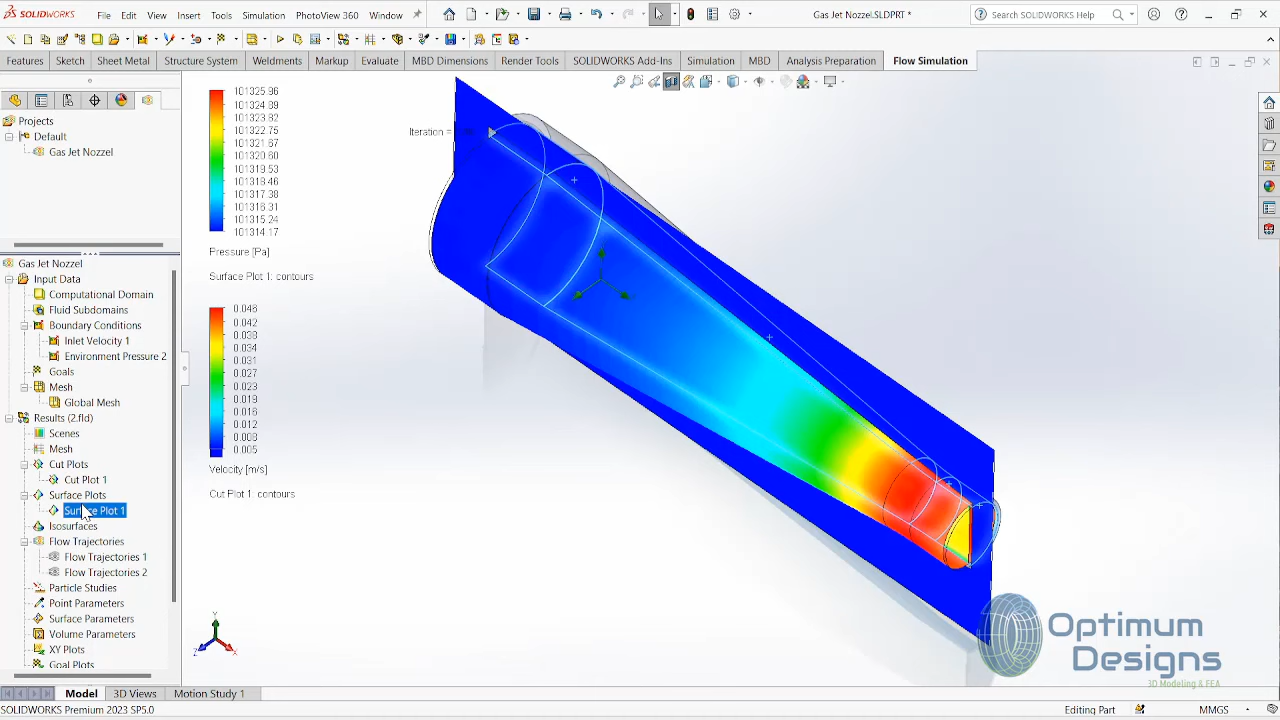 SOLIDWORKS
File
Edit
View
Insert
Tools
Simulation
PhotoView 360
Window
Gas Jet Nozzel.SLDPRT *
Search SOLIDWORKS Help
Features
Sketch
Sheet Metal
Structure System
Weldments
Markup
Evaluate
MBD Dimensions
Render Tools
SOLIDWORKS Add-Ins
Simulation
MBD
Analysis Preparation
Flow Simulation
Projects
Default
Gas Jet Nozzel
Gas Jet Nozzel
Input Data
Computational Domain
Fluid Subdomains
Boundary Conditions
Inlet Velocity 1
Environment Pressure 2
Goals
Mesh
Global Mesh
Results (2.fld)
Scenes
Mesh
Cut Plots
Cut Plot 1
Surface Plots
Surface Plot 1
Isosurfaces
Flow Trajectories
Flow Trajectories 1
Flow Trajectories 2
Particle Studies
Point Parameters
Surface Parameters
Volume Parameters
XY Plots
Goal Plots
101325.96
101324.89
101323.82
101322.75
101321.67
101320.60
101319.53
101318.46
101317.38
101316.31
101315.24
101314.17
Pressure [Pa]
Surface Plot 1: contours
0.046
0.042
0.038
0.034
0.031
0.027
0.023
0.019
0.016
0.012
0.008
0.005
Velocity [m/s]
Cut Plot 1: contours
Iteration =
Y
Z
X
Optimum
Designs
3D Modeling & FEA
Model
3D Views
Motion Study 1
SOLIDWORKS Premium 2023 SP5.0
Editing Part
MMGS